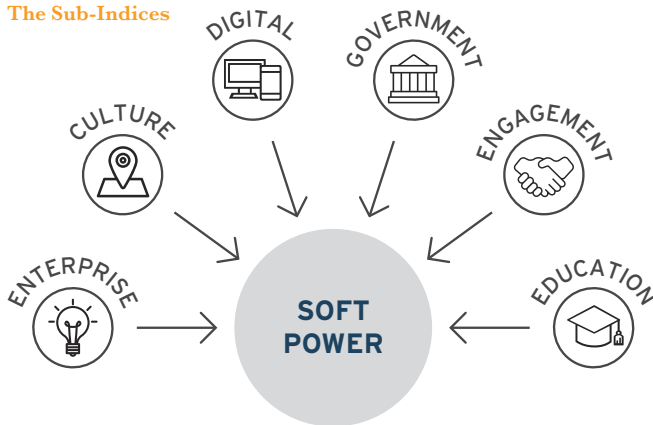 The Sub-Indices
DIGITAL
GOVERNMENT
CULTURE
ENGAGEMENT
ENTERPRISE
EDUCATION
SOFT
POWER